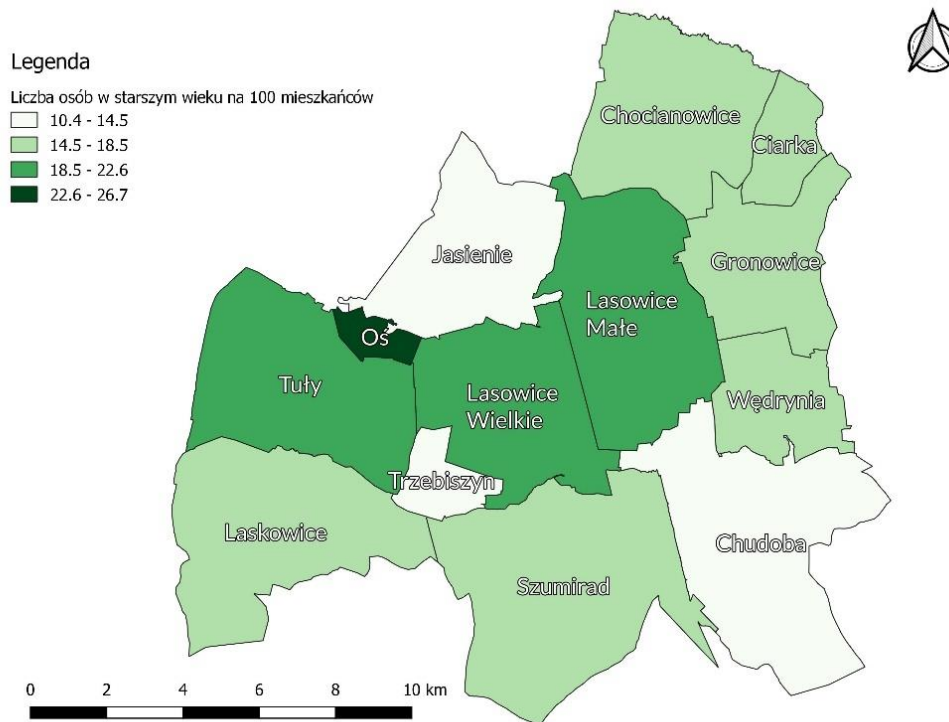 Legenda
Liczba osób w starszym wieku na 100 mieszkańców
10.4 - 14.5
14.5 - 18.5
18.5 - 22.6
22.6 - 26.7
Chocianowice
Ciarka
Jasienie
Gronowice
Lasowice
Małe
Oś
Tuły
Lasowice
Wielkie
Wędrynia
Trzebiszyn
Laskowice
Chudoba
Szumirad
0 2 4 6 8 10 km